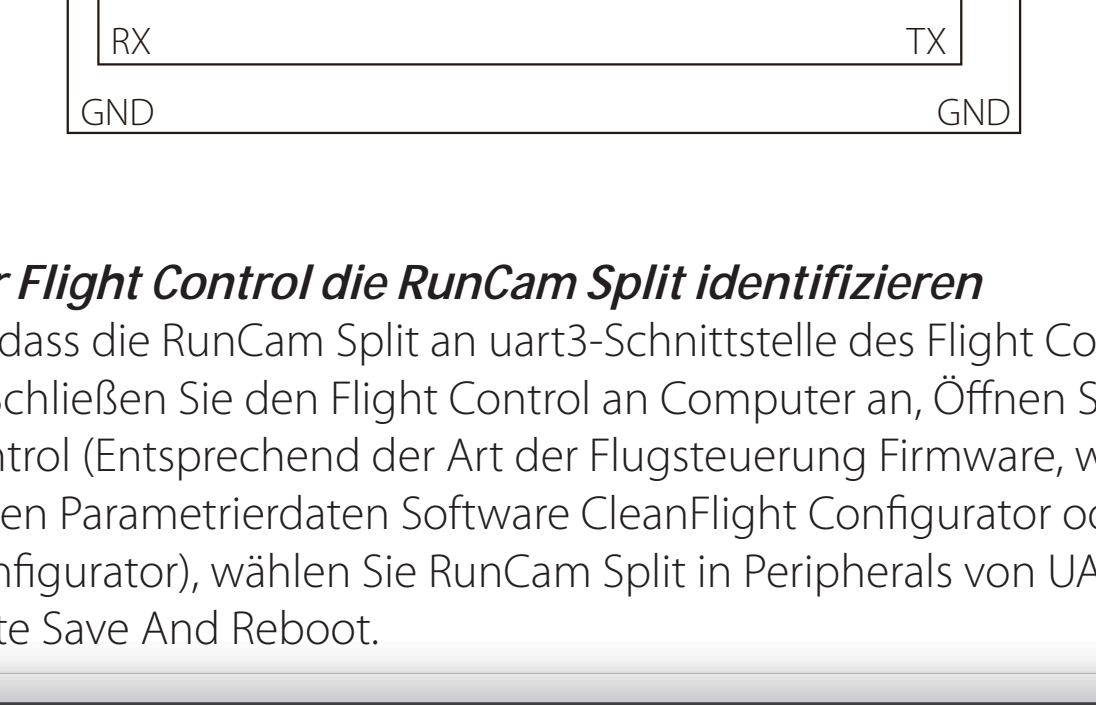 RX TX
GND GND
r Flight Control die RunCam Split identifizieren
dass die RunCam Split an uart3-Schnittstelle des Flight Co
chließen Sie den Flight Control an Computer an, Öffnen S
ntrol (Entsprechend der Art der Flugsteuerung Firmware, w
en Parametrierdaten Software CleanFlight Configurator o
nfigurator), wählen Sie RunCam Split in Peripherals von UA
te Save And Reboot.